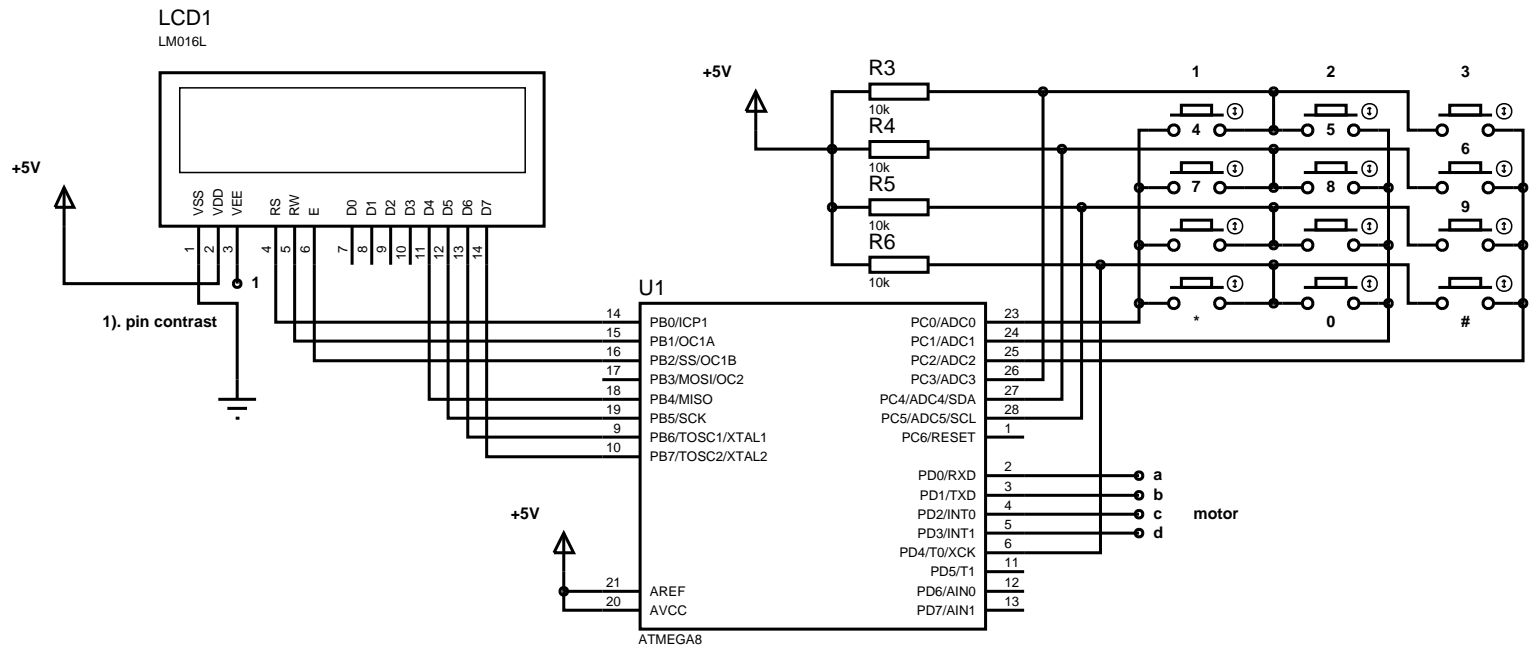 LCD1
LM016L
+5V
VSS
VDD
VEE
RS
RW
E
D0
D1
D2
D3
D4
D5
D6
D7
1
2
3
4
5
6
7
8
9
10
11
12
13
14
1
1). pin contrast
+5V
R3
10k
R4
10k
R5
10k
R6
10k
1 2 3
4 5
6
7 8
9
* 0 #
U1
14 PB0/ICP1 PC0/ADC0 23
15 PB1/OC1A PC1/ADC1 24
16 PB2/SS/OC1B PC2/ADC2 25
17 PB3/MOSI/OC2 PC3/ADC3 26
18 PB4/MISO PC4/ADC4/SDA 27
19 PB5/SCK PC5/ADC5/SCL 28
9 PB6/TOSC1/XTAL1 PC6/RESET 1
10 PB7/TOSC2/XTAL2
PD0/RXD 2 a
PD1/TXD 3 b
PD2/INT0 4 c motor
PD3/INT1 5 d
PD4/T0/XCK 6
PD5/T1 11
+5V
21 AREF PD6/AIN0 12
20 AVCC PD7/AIN1 13
ATMEGA8